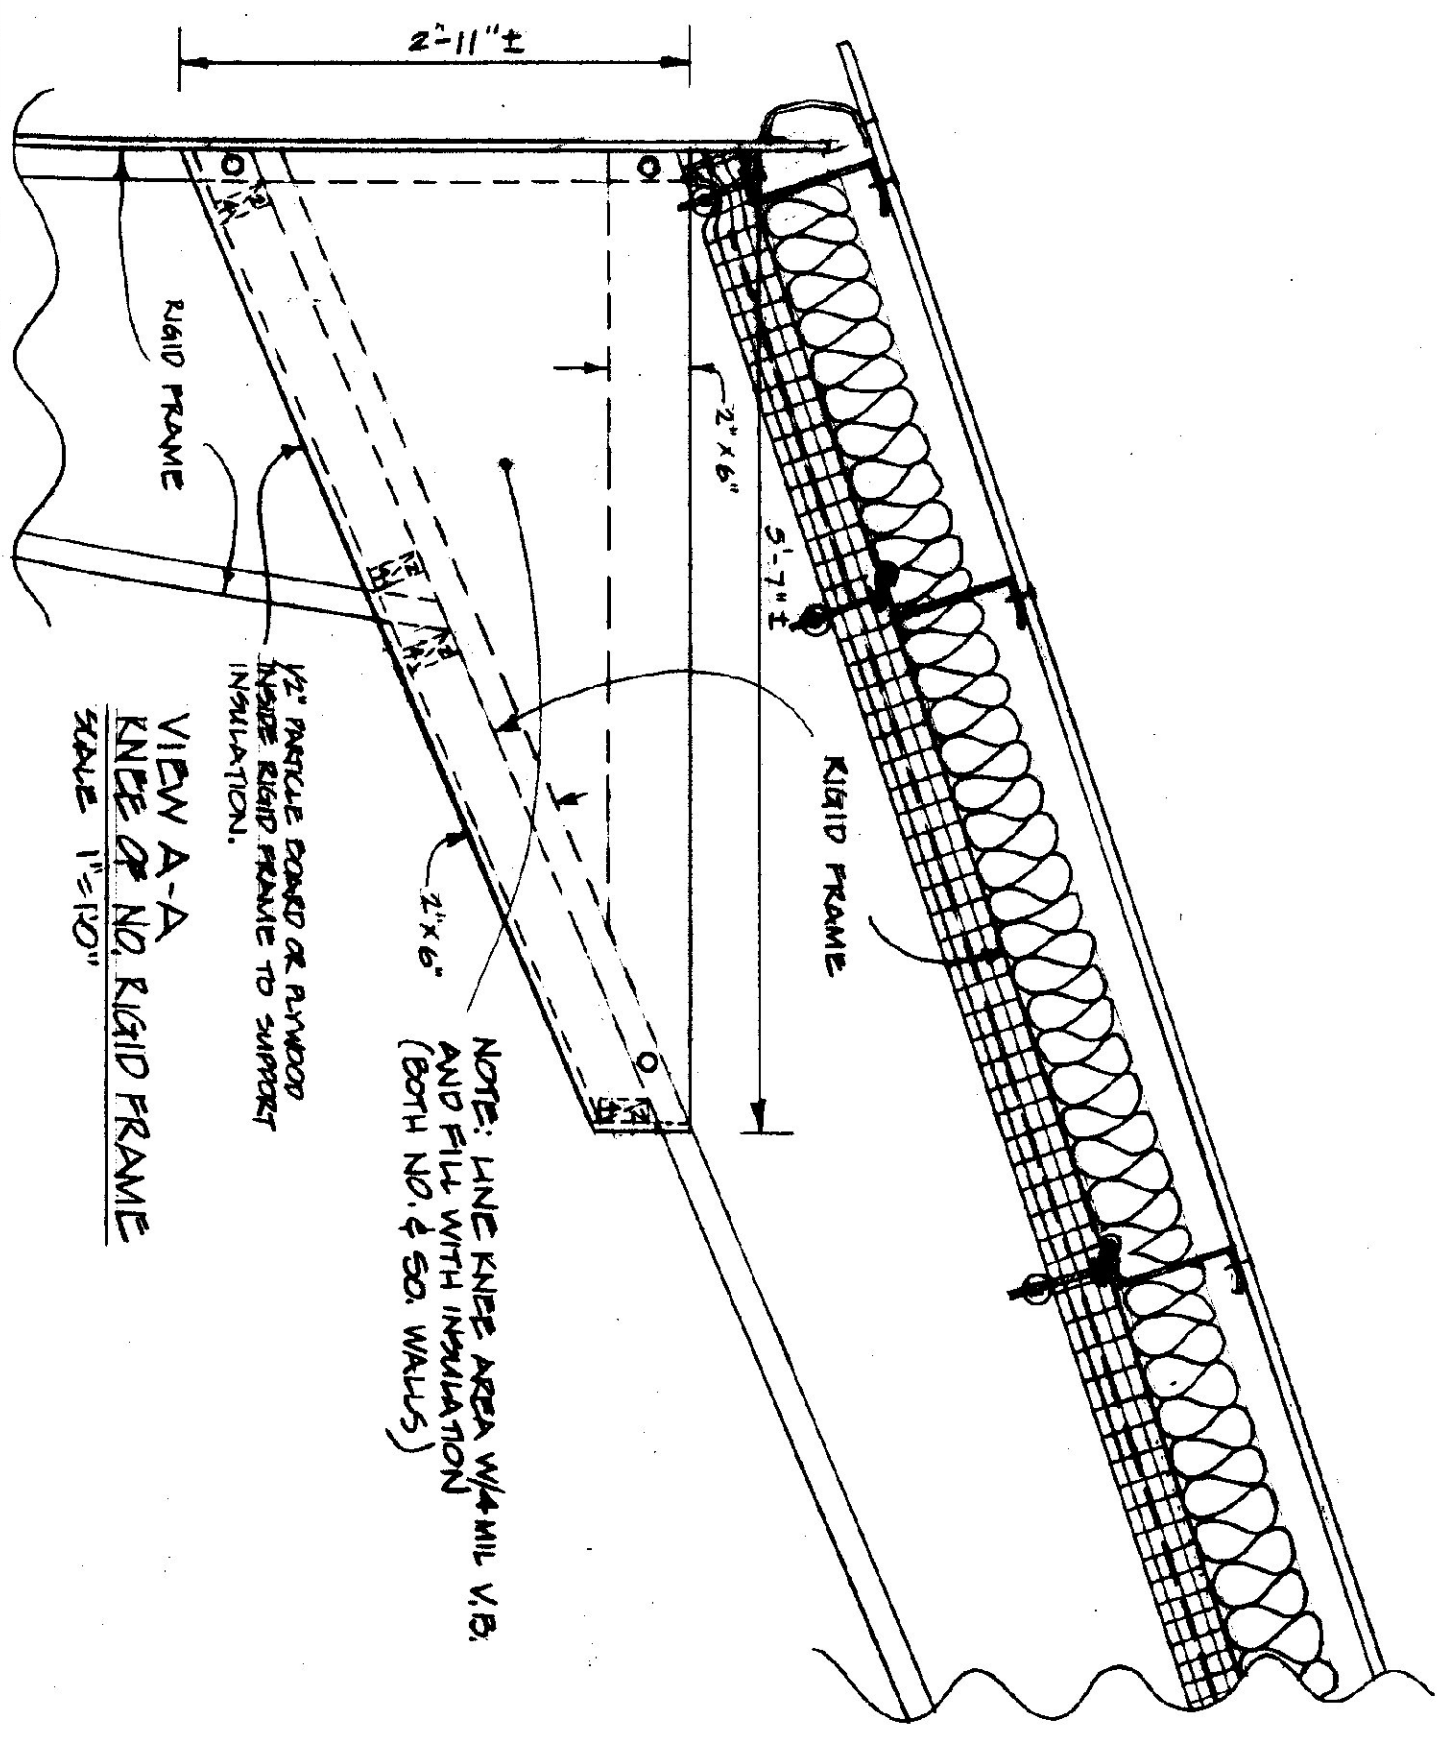 2'-11"±
RIGID FRAME
2"x6"
5'-7"±
RIGID FRAME
2"x6"
1/2" PARTICLE BOARD OR PLYWOOD
INSIDE RIGID FRAME TO SUPPORT
INSULATION.
NOTE: LINE KNEE AREA W/4 MIL V.B.
AND FILL WITH INSULATION
(BOTH NO. & SO. WALLS)
VIEW A-A
KNEE OF NO. RIGID FRAME
SCALE 1"=1'0"